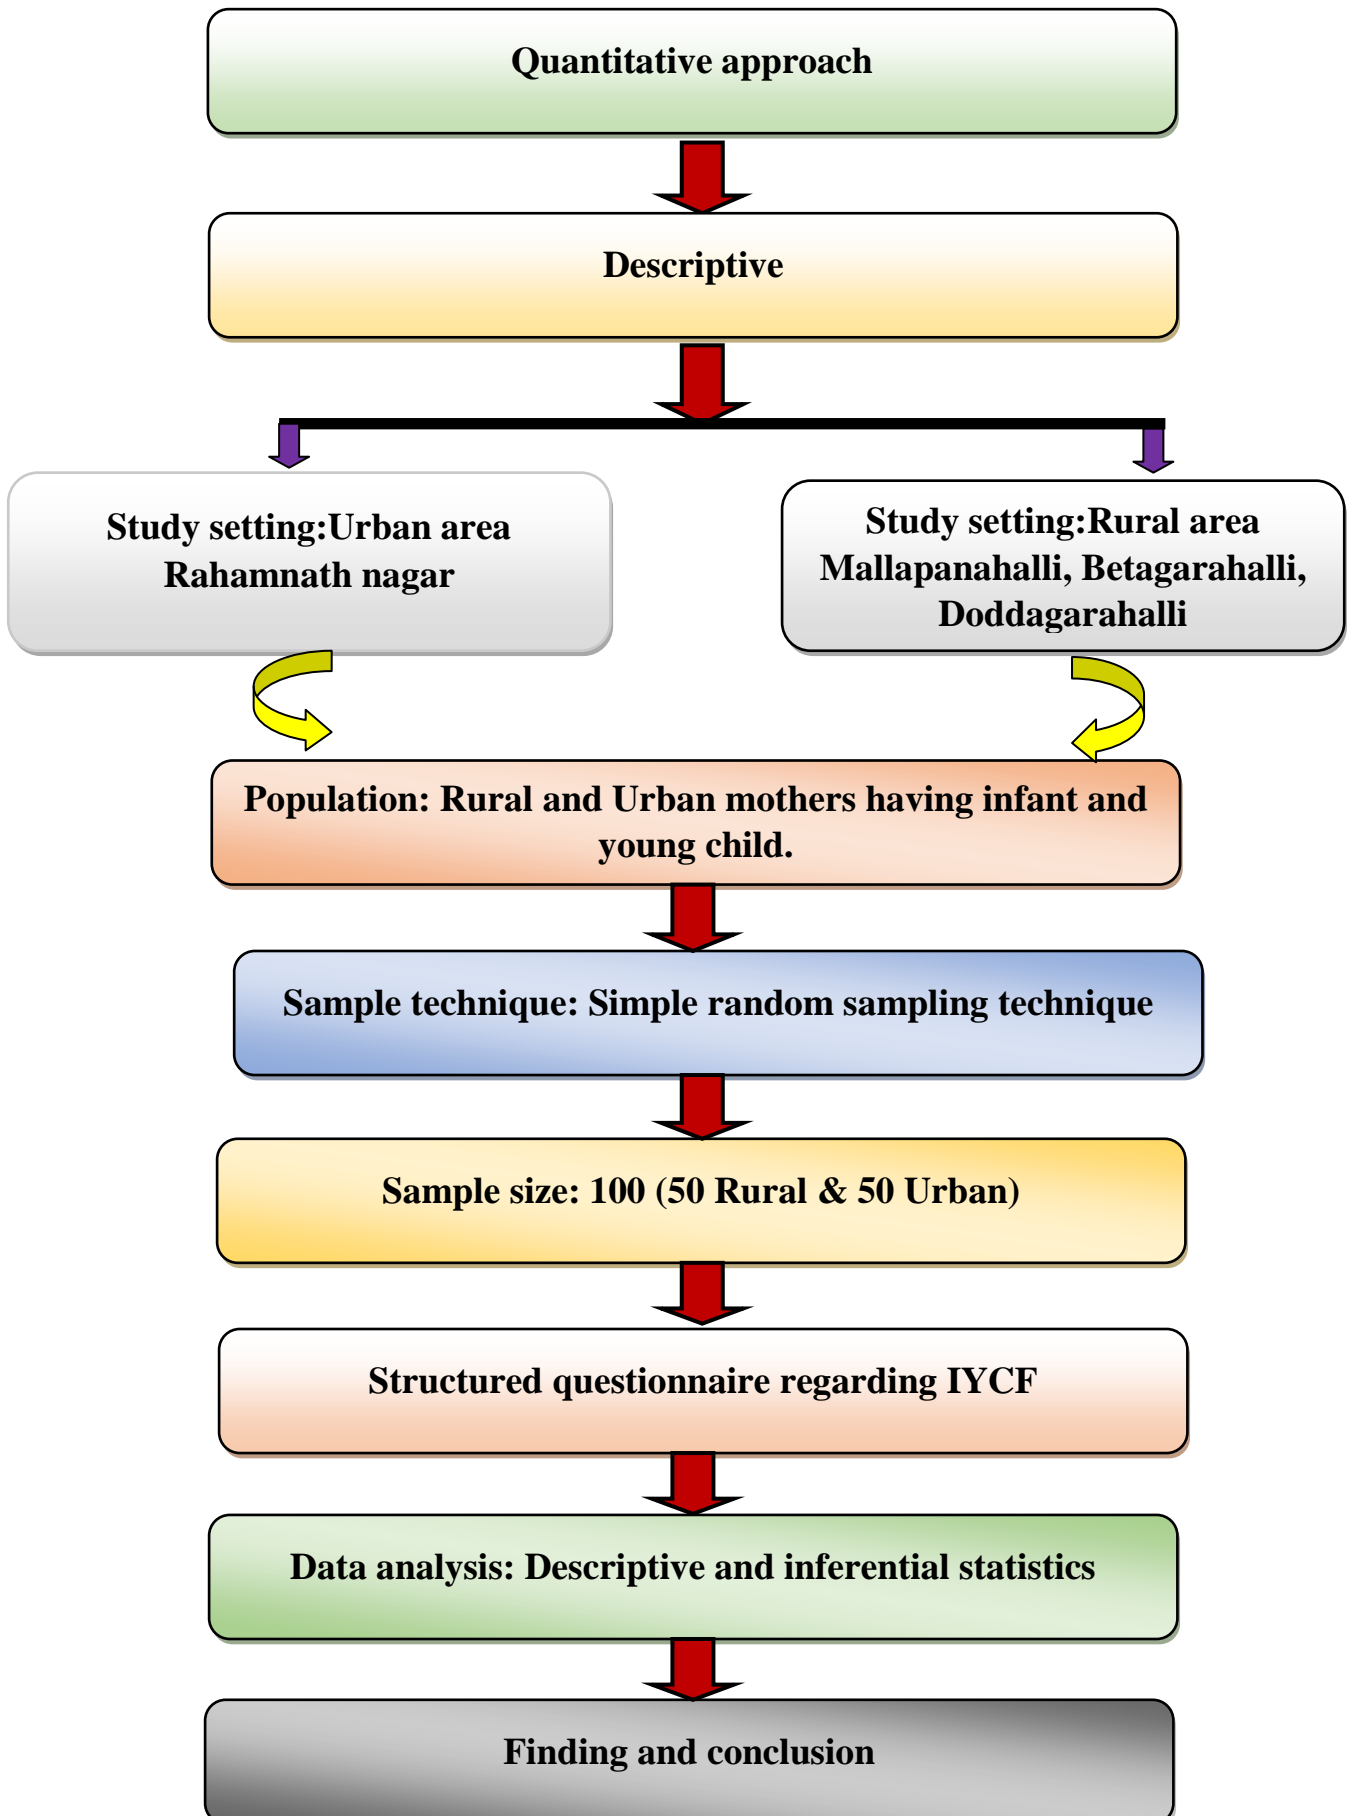 Quantitative approach
Descriptive
Study setting:Urban area
Rahamnath nagar
Study setting:Rural area
Mallapanahalli, Betagarahalli,
Doddagarahalli
Population: Rural and Urban mothers having infant and
young child.
Sample technique: Simple random sampling technique
Sample size: 100 (50 Rural & 50 Urban)
Structured questionnaire regarding IYCF
Data analysis: Descriptive and inferential statistics
Finding and conclusion